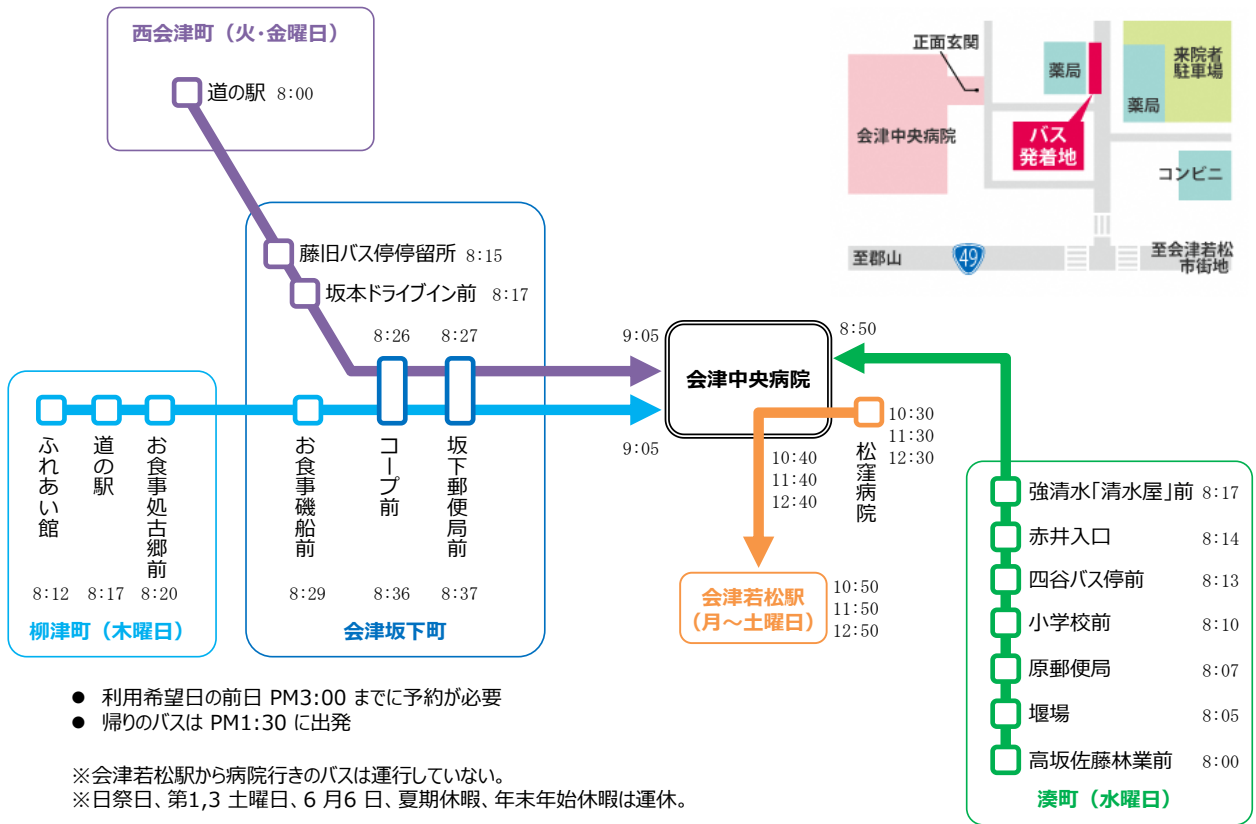 西会津町（火・金曜日）
道の駅 8:00
藤旧バス停停留所 8:15
坂本ドライブイン前 8:17
8:26
8:27
9:05
ふれあい館
道の駅
お食事処古郷前
お食事磯船前
コープ前
坂下郵便局前
9:05
8:12
8:17
8:20
8:29
8:36
8:37
柳津町（木曜日）
会津坂下町
会津中央病院
8:50
松窪病院
10:30
11:30
12:30
10:40
11:40
12:40
会津若松駅
（月～土曜日）
10:50
11:50
12:50
強清水｢清水屋｣前 8:17
赤井入口 8:14
四谷バス停前 8:13
小学校前 8:10
原郵便局 8:07
堰場 8:05
高坂佐藤林業前 8:00
湊町（水曜日）
正面玄関
薬局
来院者
駐車場
薬局
会津中央病院
バス
発着地
コンビニ
至郡山
49
至会津若松
市街地
● 利用希望日の前日 PM3:00 までに予約が必要
● 帰りのバスは PM1:30 に出発
※会津若松駅から病院行きのバスは運行していない。
※日祭日、第1,3 土曜日、6 月6 日、夏期休暇、年末年始休暇は運休。